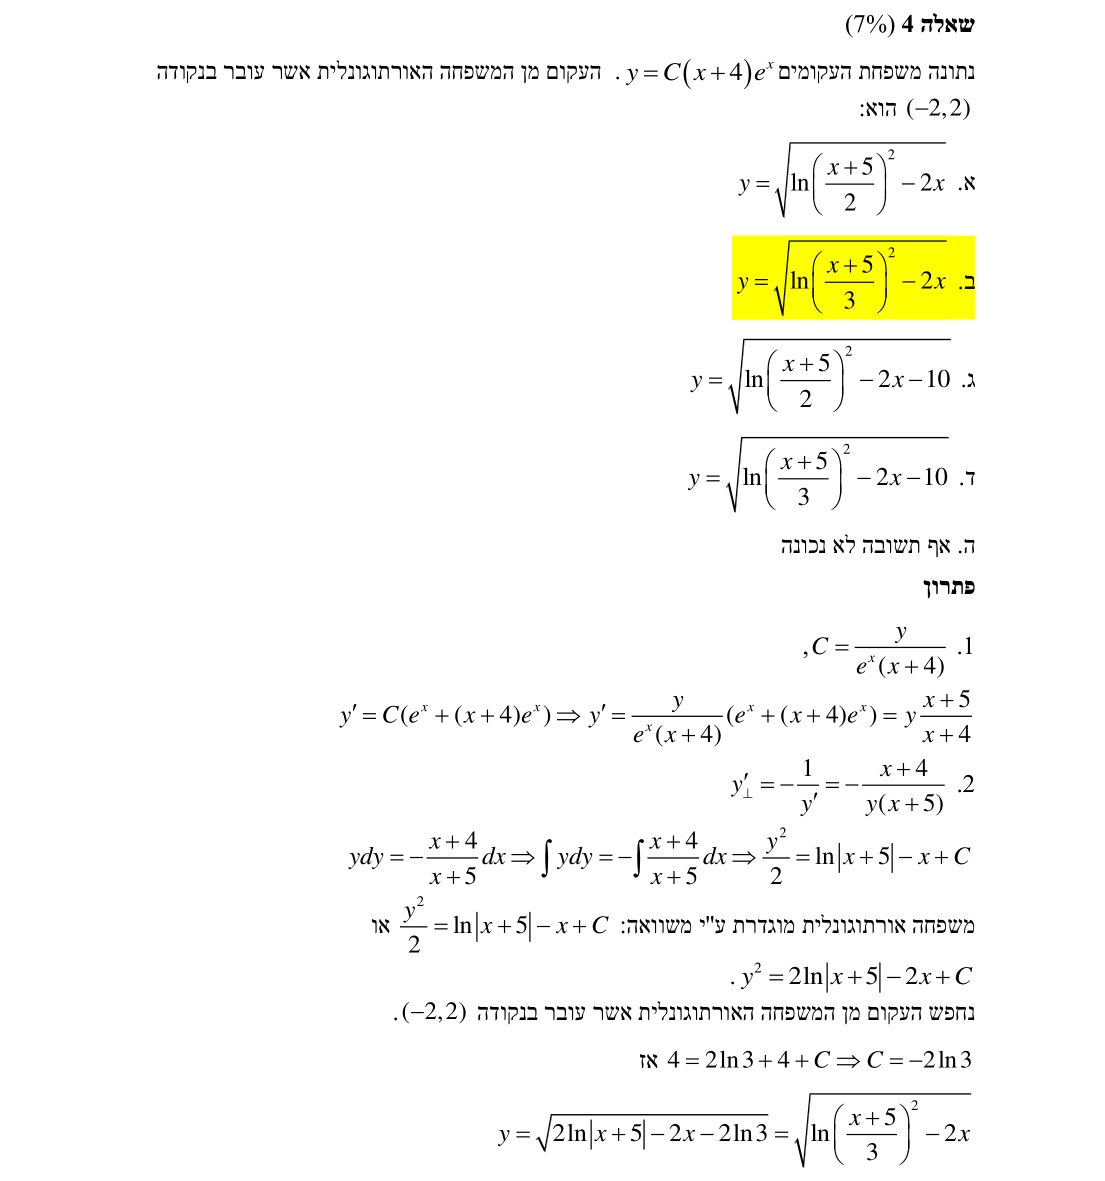 שאלה 4 (7%)
נתונה משפחת העקומים y = C(x+4)e^x . העקום מן המשפחה האורתוגונלית אשר עובר בנקודה
(−2,2) הוא:
א. y = √(ln((x+5)/2)^2 − 2x)
ב. y = √(ln((x+5)/3)^2 − 2x)
ג. y = √(ln((x+5)/2)^2 − 2x − 10)
ד. y = √(ln((x+5)/3)^2 − 2x − 10)
ה. אף תשובה לא נכונה
פתרון
1. C = y/(e^x(x+4)) ,
y′ = C(e^x + (x+4)e^x) ⇒ y′ = y/(e^x(x+4)) (e^x + (x+4)e^x) = y (x+5)/(x+4)
2. y′⊥ = −1/y′ = −(x+4)/(y(x+5))
ydy = −(x+4)/(x+5) dx ⇒ ∫ydy = −∫(x+4)/(x+5) dx ⇒ y^2/2 = ln|x+5| − x + C
משפחה אורתוגונלית מוגדרת ע"י משוואה: y^2/2 = ln|x+5| − x + C או
y^2 = 2ln|x+5| − 2x + C .
נחפש העקום מן המשפחה האורתוגונלית אשר עובר בנקודה (−2,2).
4 = 2ln3 + 4 + C ⇒ C = −2ln3 אז
y = √(2ln|x+5| − 2x − 2ln3) = √(ln((x+5)/3)^2 − 2x)